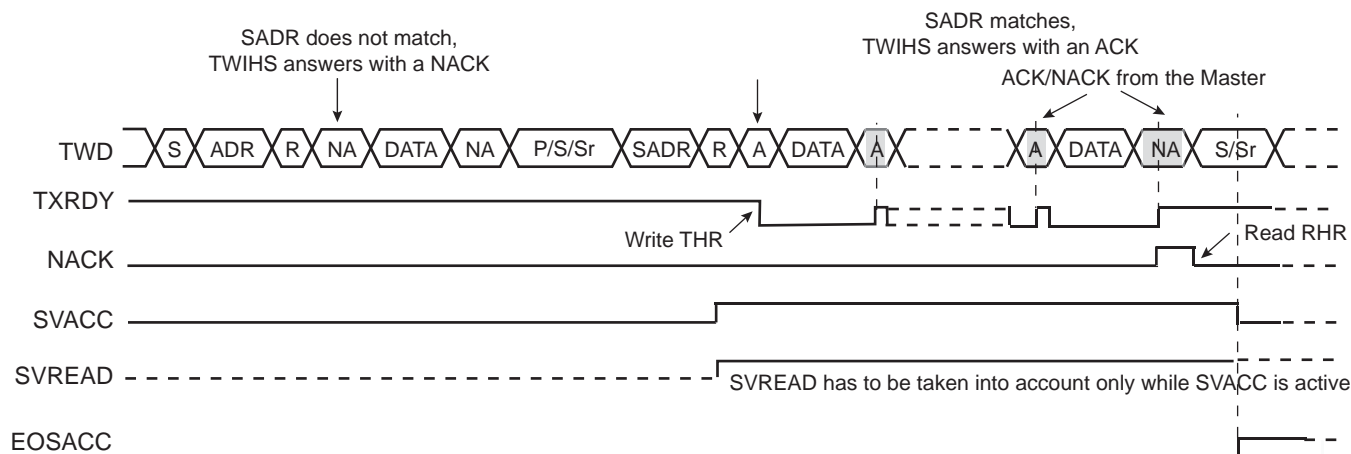 SADR does not match,
TWIHS answers with a NACK
SADR matches,
TWIHS answers with an ACK
ACK/NACK from the Master
TWD S ADR R NA DATA NA P/S/Sr SADR R A DATA A A DATA NA S/Sr
TXRDY
Write THR
Read RHR
NACK
SVACC
SVREAD
SVREAD has to be taken into account only while SVACC is active
EOSACC